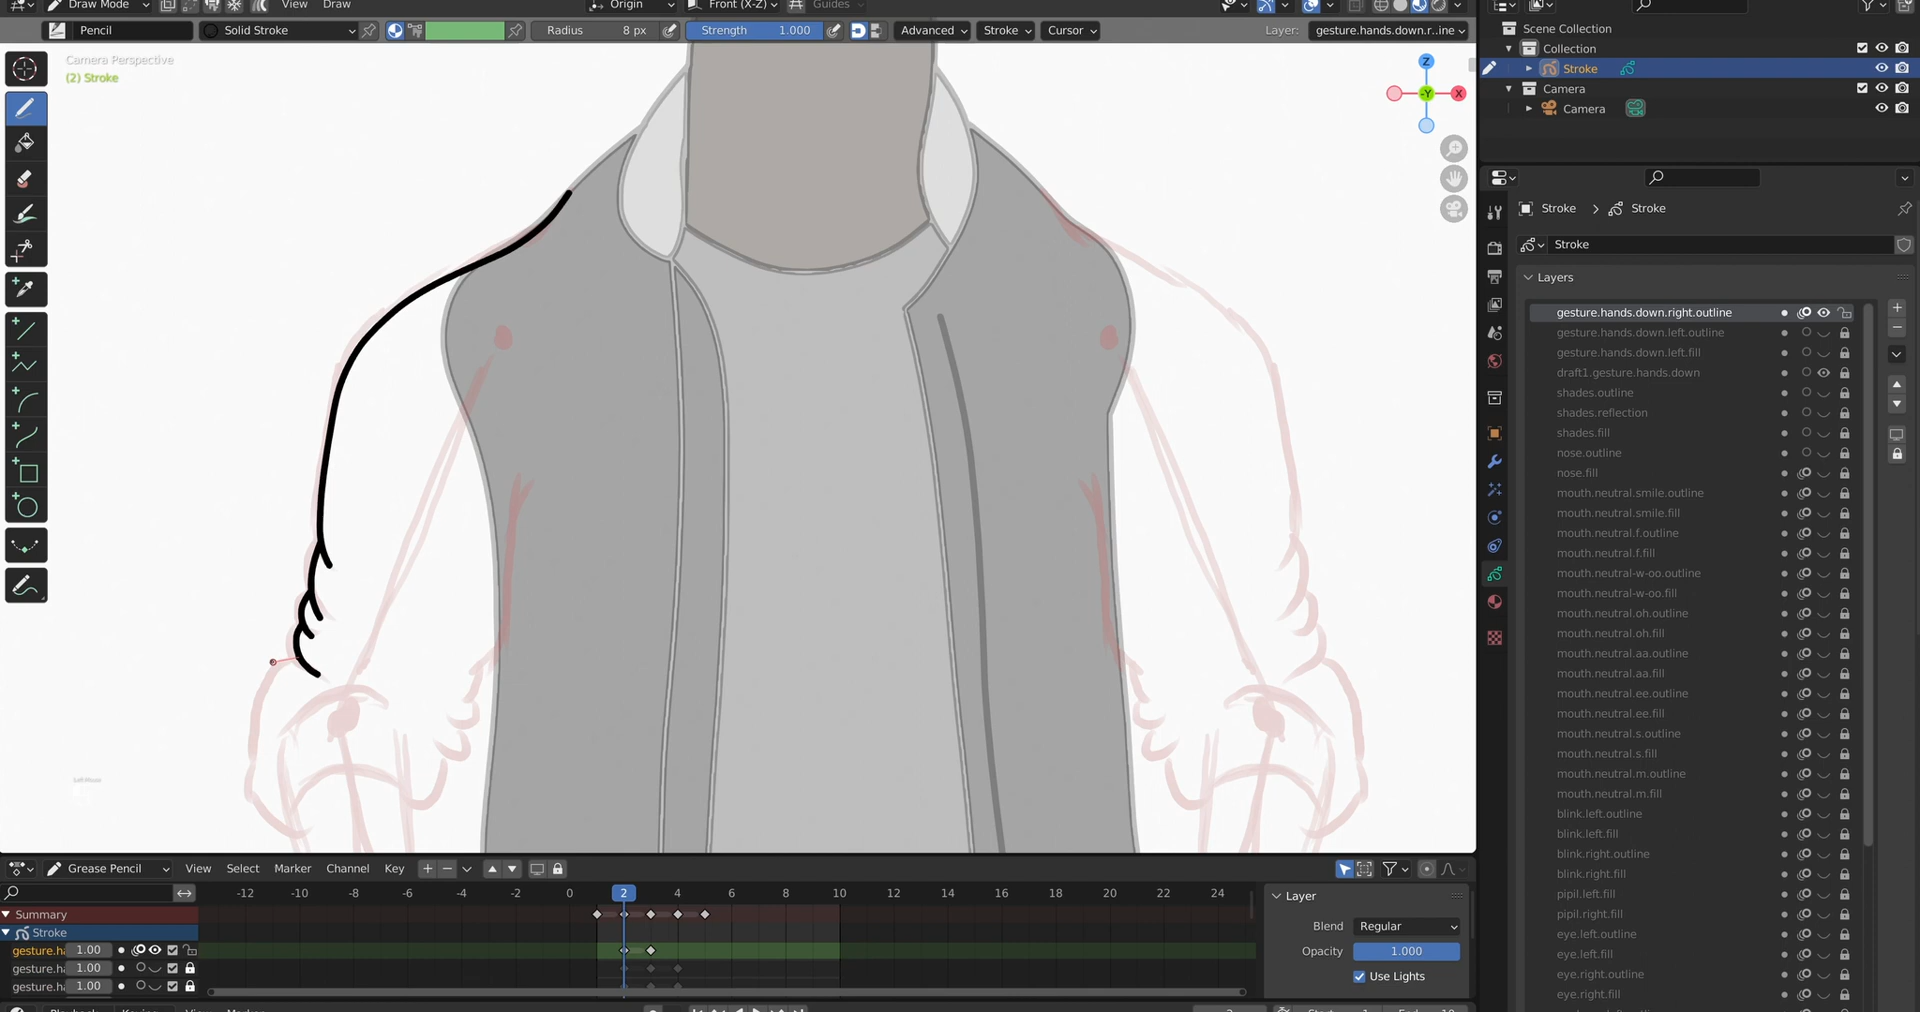 Draw Mode View Draw Origin Front (X-Z) Guides
Pencil Solid Stroke Radius 8 px Strength 1.000 Advanced Stroke Cursor Layer: gesture.hands.down.r..ine
Camera Perspective
(2) Stroke
Z
-Y
X
Scene Collection
Collection
Stroke
Camera
Camera
Stroke > Stroke
Stroke
Layers
gesture.hands.down.right.outline
gesture.hands.down.left.outline
gesture.hands.down.left.fill
draft1.gesture.hands.down
shades.outline
shades.reflection
shades.fill
nose.outline
nose.fill
mouth.neutral.smile.outline
mouth.neutral.smile.fill
mouth.neutral.f.outline
mouth.neutral.f.fill
mouth.neutral-w-oo.outline
mouth.neutral-w-oo.fill
mouth.neutral.oh.outline
mouth.neutral.oh.fill
mouth.neutral.aa.outline
mouth.neutral.aa.fill
mouth.neutral.ee.outline
mouth.neutral.ee.fill
mouth.neutral.s.outline
mouth.neutral.s.fill
mouth.neutral.m.outline
mouth.neutral.m.fill
blink.left.outline
blink.left.fill
blink.right.outline
blink.right.fill
pipil.left.fill
pipil.right.fill
eye.left.outline
eye.left.fill
eye.right.outline
eye.right.fill
Left Mouse
Grease Pencil View Select Marker Channel Key
-12 -10 -8 -6 -4 -2 0 2 4 6 8 10 12 14 16 18 20 22 24
Summary
Stroke
gesture.ha 1.00
gesture.ha 1.00
gesture.ha 1.00
Layer
Blend Regular
Opacity 1.000
Use Lights